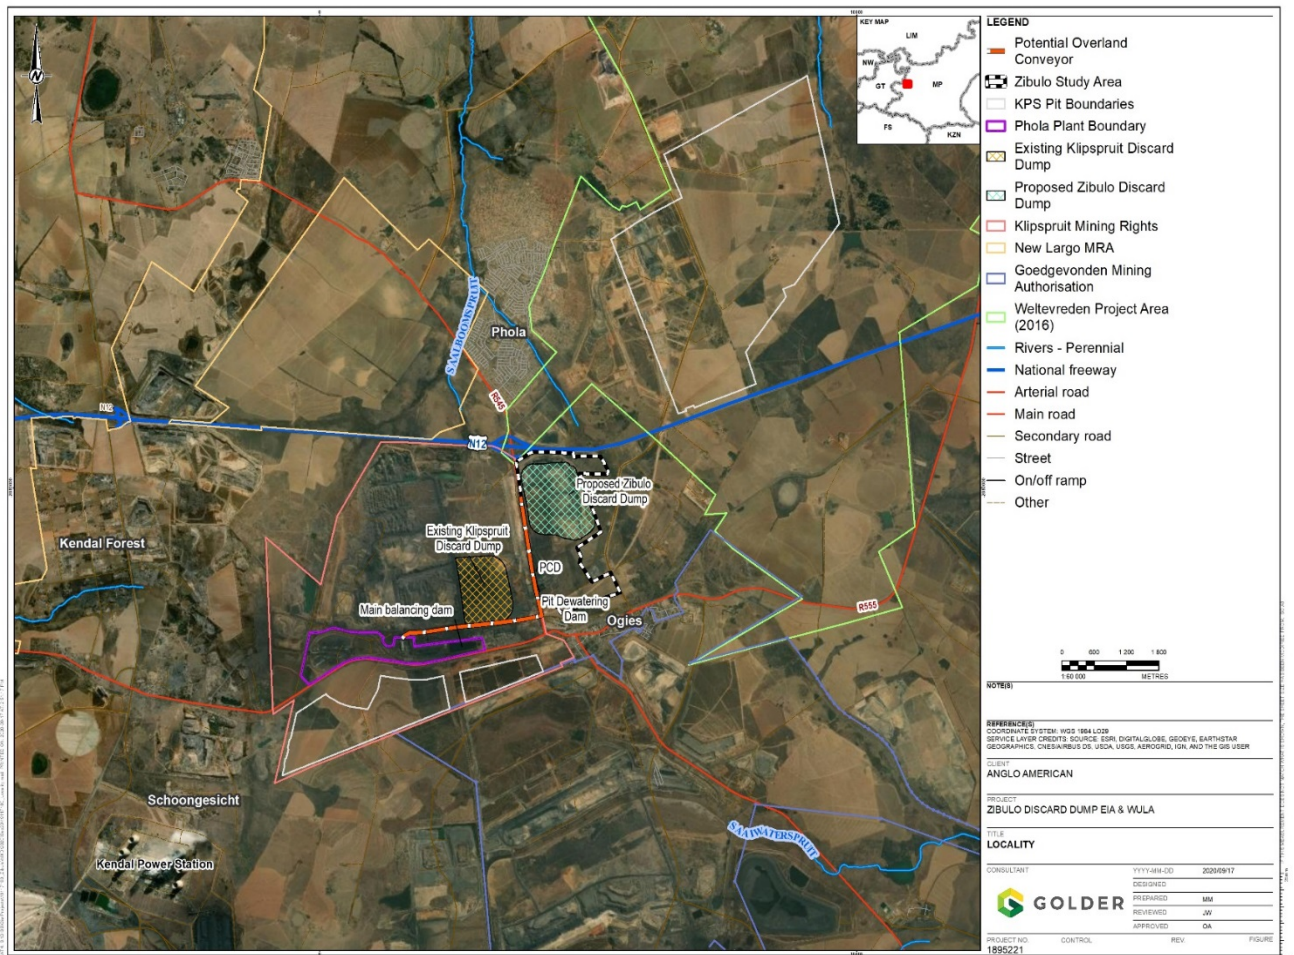 KEY MAP
LIM
NW
GT
MP
FS
KZN
N
SAALBOOMSPRUIT
Phola
R545
N12
N12
Proposed Zibulo
Discard Dump
Existing Klipspruit
Discard Dump
Kendal Forest
PCD
Main balancing dam
Pit Dewatering
Dam
Ogies
R555
Schoongesicht
Kendal Power Station
SAAIWATERSPRUIT
LEGEND
Potential Overland
Conveyor
Zibulo Study Area
KPS Pit Boundaries
Phola Plant Boundary
Existing Klipspruit Discard
Dump
Proposed Zibulo Discard
Dump
Klipspruit Mining Rights
New Largo MRA
Goedgevonden Mining
Authorisation
Weltevreden Project Area
(2016)
Rivers - Perennial
National freeway
Arterial road
Main road
Secondary road
Street
On/off ramp
Other
0 600 1 200 1 800
1:60 000 METRES
NOTE(S)
REFERENCE(S)
COORDINATE SYSTEM: WGS 1984 LO29
SERVICE LAYER CREDITS: SOURCE: ESRI, DIGITALGLOBE, GEOEYE, EARTHSTAR
GEOGRAPHICS, CNES/AIRBUS DS, USDA, USGS, AEROGRID, IGN, AND THE GIS USER
CLIENT
ANGLO AMERICAN
PROJECT
ZIBULO DISCARD DUMP EIA & WULA
TITLE
LOCALITY
CONSULTANT
GOLDER
YYYY-MM-DD 2020/09/17
DESIGNED
PREPARED MM
REVIEWED JW
APPROVED OA
PROJECT NO. CONTROL REV. FIGURE
1895221